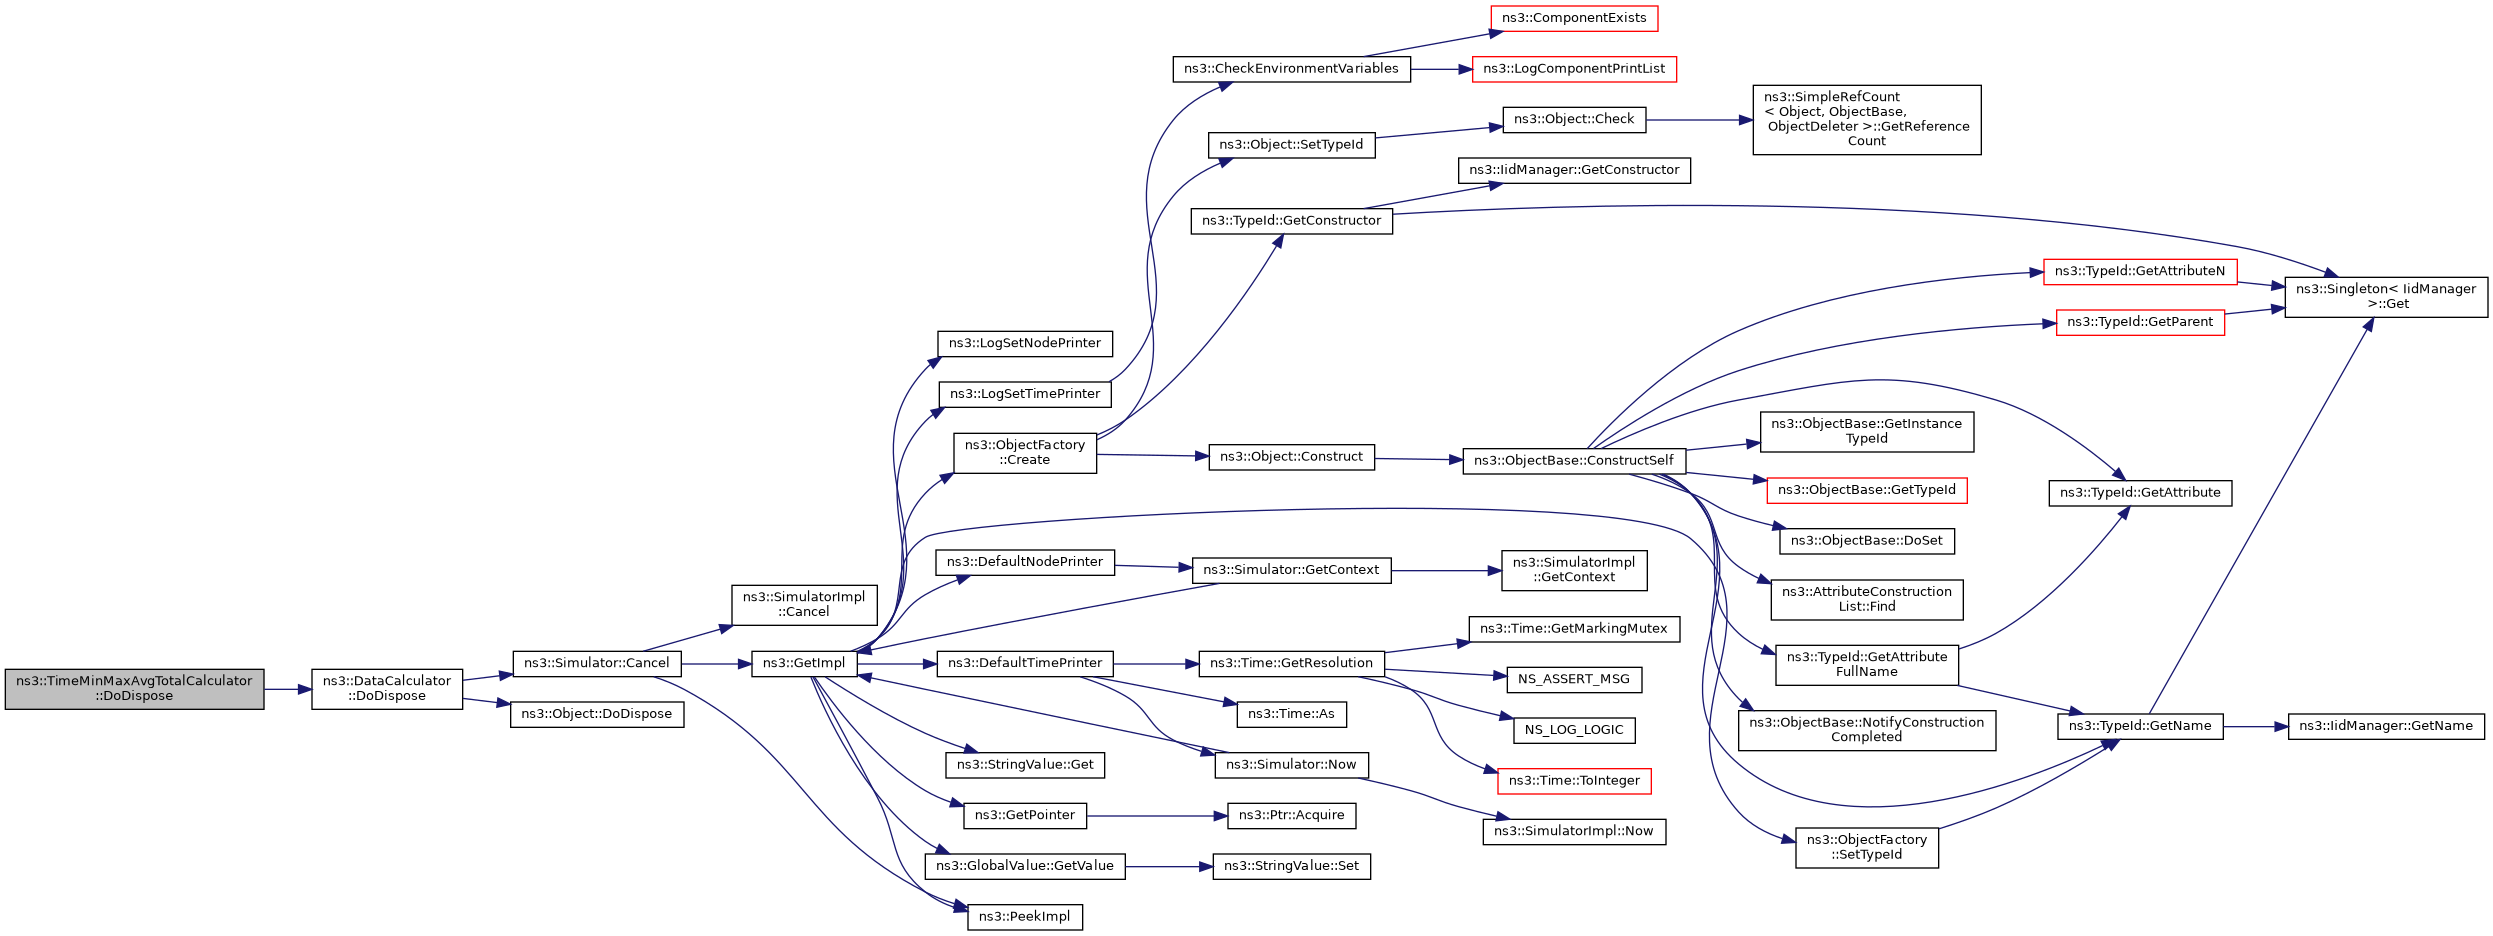 ns3::TimeMinMaxAvgTotalCalculator
::DoDispose
ns3::DataCalculator
::DoDispose
ns3::Simulator::Cancel
ns3::Object::DoDispose
ns3::SimulatorImpl
::Cancel
ns3::GetImpl
ns3::LogSetNodePrinter
ns3::LogSetTimePrinter
ns3::ObjectFactory
::Create
ns3::DefaultNodePrinter
ns3::DefaultTimePrinter
ns3::StringValue::Get
ns3::GetPointer
ns3::GlobalValue::GetValue
ns3::PeekImpl
ns3::CheckEnvironmentVariables
ns3::Object::SetTypeId
ns3::TypeId::GetConstructor
ns3::Object::Construct
ns3::Simulator::GetContext
ns3::Time::GetResolution
ns3::Time::As
ns3::Simulator::Now
ns3::Ptr::Acquire
ns3::StringValue::Set
ns3::ComponentExists
ns3::LogComponentPrintList
ns3::Object::Check
ns3::IidManager::GetConstructor
ns3::ObjectBase::ConstructSelf
ns3::SimulatorImpl
::GetContext
ns3::Time::GetMarkingMutex
NS_ASSERT_MSG
NS_LOG_LOGIC
ns3::Time::ToInteger
ns3::SimulatorImpl::Now
ns3::SimpleRefCount
< Object, ObjectBase,
ObjectDeleter >::GetReference
Count
ns3::ObjectBase::GetInstance
TypeId
ns3::ObjectBase::GetTypeId
ns3::ObjectBase::DoSet
ns3::AttributeConstruction
List::Find
ns3::TypeId::GetAttribute
FullName
ns3::ObjectBase::NotifyConstruction
Completed
ns3::ObjectFactory
::SetTypeId
ns3::TypeId::GetAttributeN
ns3::TypeId::GetParent
ns3::TypeId::GetAttribute
ns3::TypeId::GetName
ns3::Singleton< IidManager
>::Get
ns3::IidManager::GetName